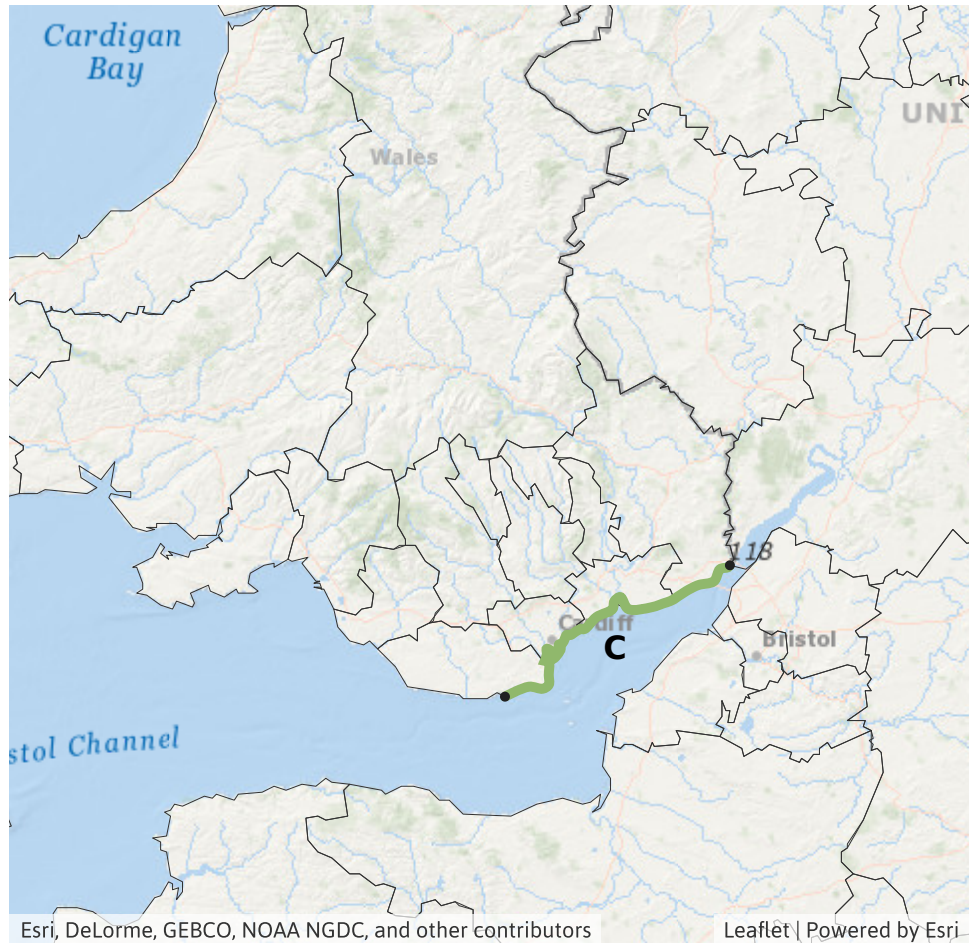 Cardigan
Bay
UNI
Wales
118
Cardiff
C
Bristol
stol Channel
Esri, DeLorme, GEBCO, NOAA NGDC, and other contributors
Leaflet | Powered by Esri